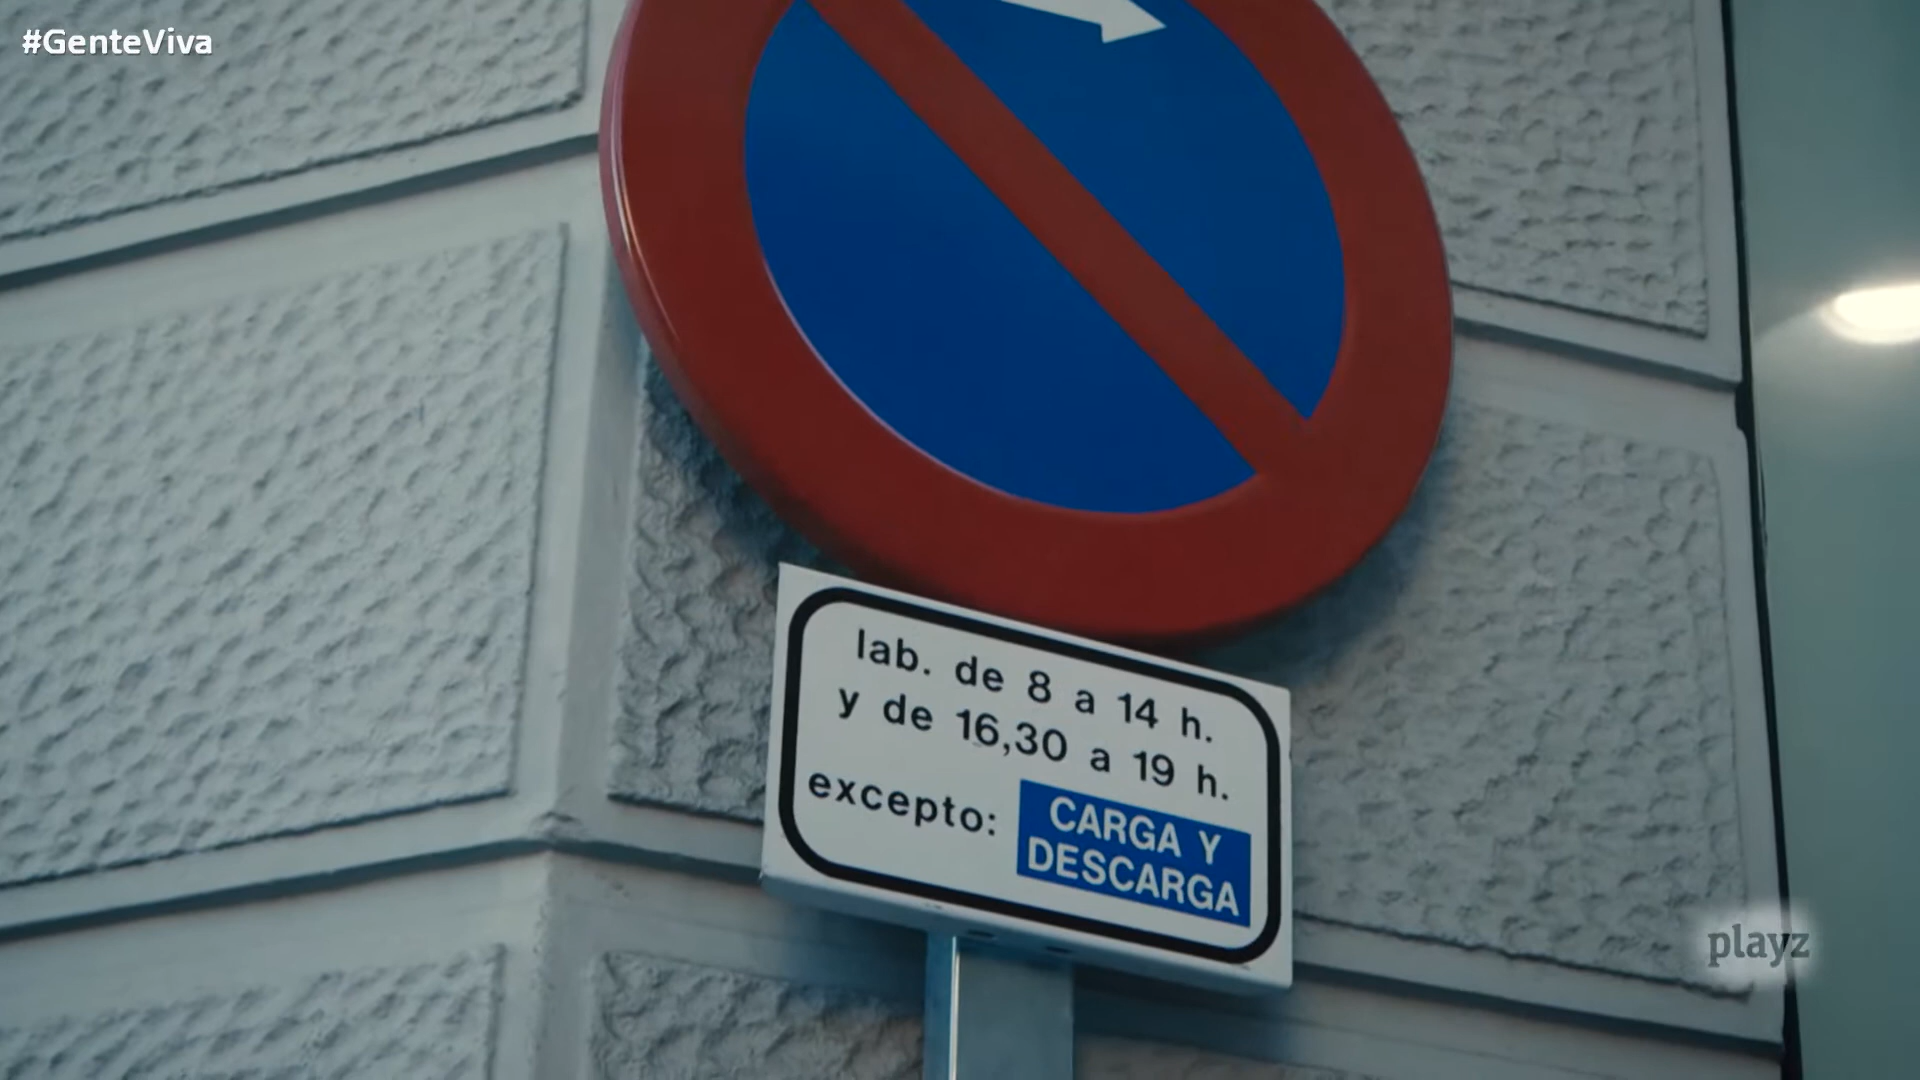 #GenteViva
lab. de 8 a 14 h.
y de 16,30 a 19 h.
excepto: CARGA Y
DESCARGA
playz